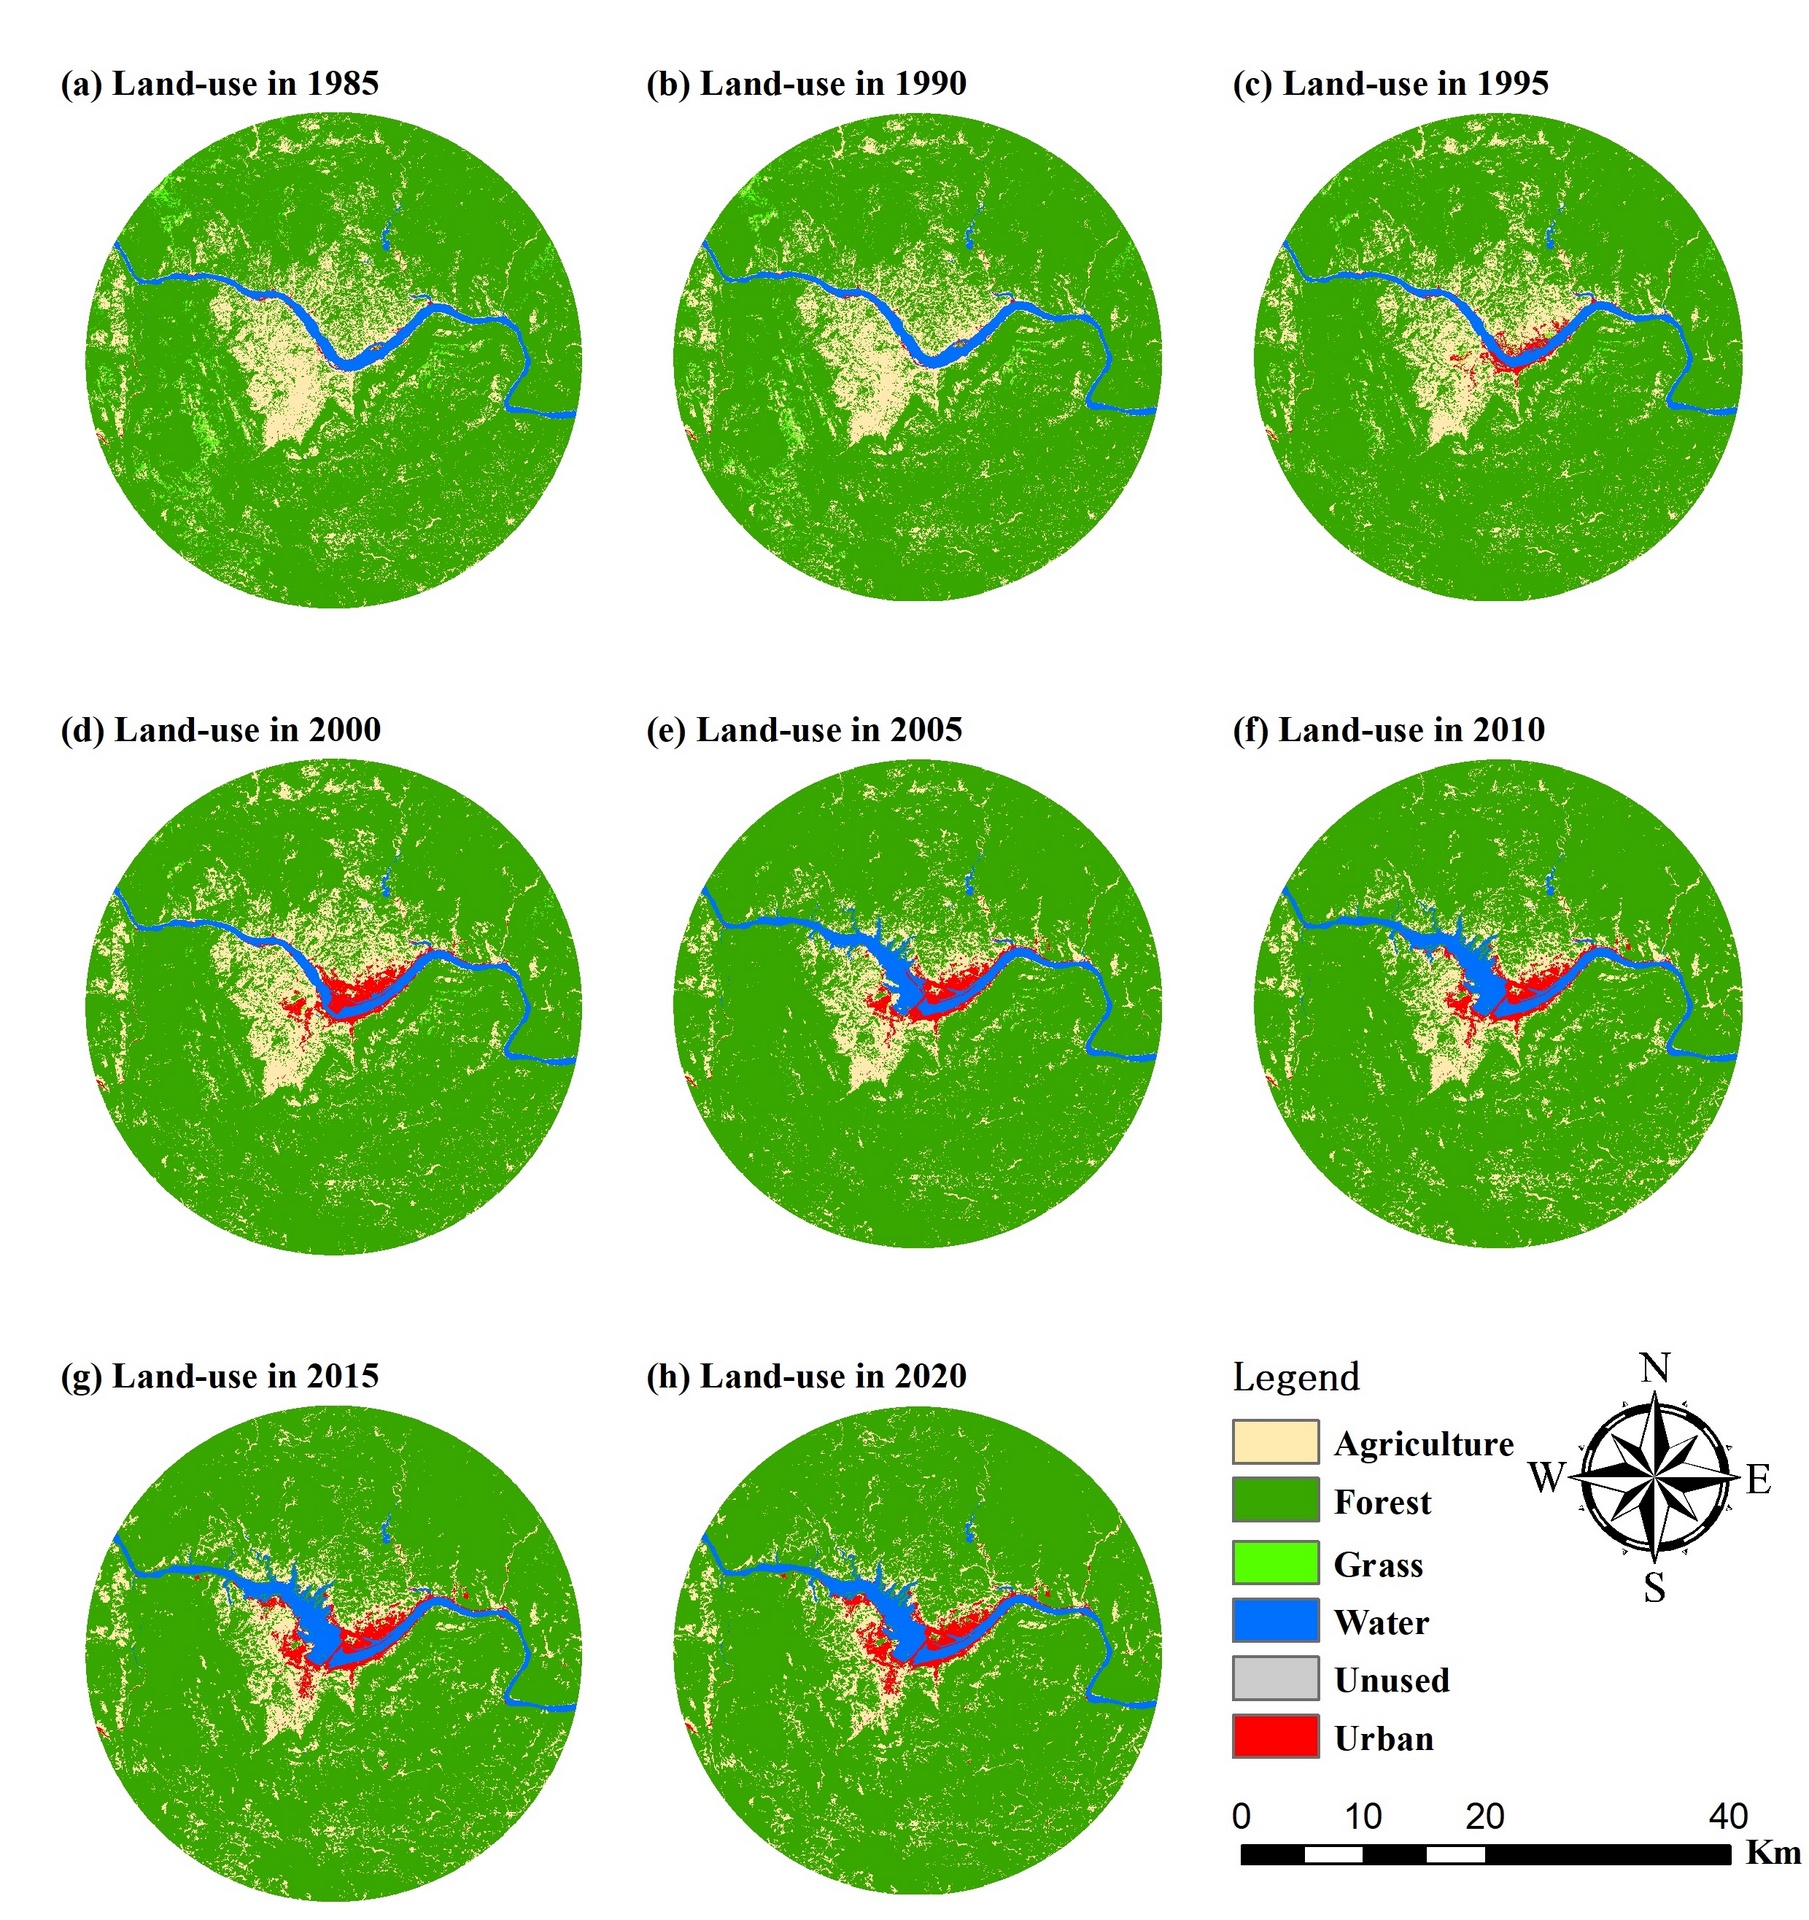 (a) Land-use in 1985
(b) Land-use in 1990
(c) Land-use in 1995
(d) Land-use in 2000
(e) Land-use in 2005
(f) Land-use in 2010
(g) Land-use in 2015
(h) Land-use in 2020
Legend
Agriculture
Forest
Grass
Water
Unused
Urban
N
W
E
S
0 10 20 40
Km